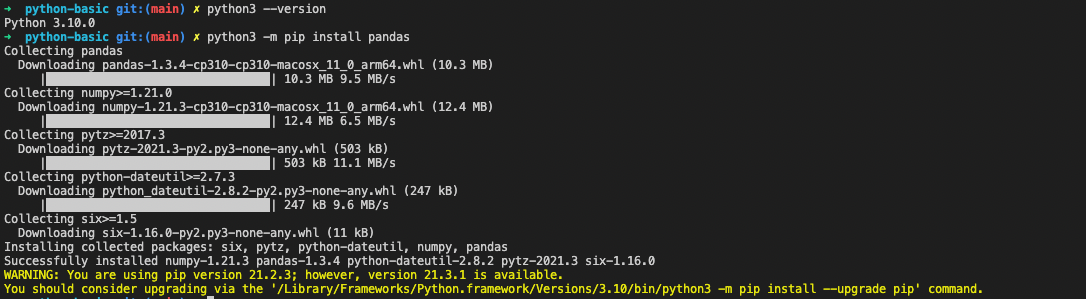 ➜  python-basic git:(main) ✗ python3 --version
Python 3.10.0
➜  python-basic git:(main) ✗ python3 -m pip install pandas
Collecting pandas
  Downloading pandas-1.3.4-cp310-cp310-macosx_11_0_arm64.whl (10.3 MB)
     |████████████████████████████████| 10.3 MB 9.5 MB/s
Collecting numpy>=1.21.0
  Downloading numpy-1.21.3-cp310-cp310-macosx_11_0_arm64.whl (12.4 MB)
     |████████████████████████████████| 12.4 MB 6.5 MB/s
Collecting pytz>=2017.3
  Downloading pytz-2021.3-py2.py3-none-any.whl (503 kB)
     |████████████████████████████████| 503 kB 11.1 MB/s
Collecting python-dateutil>=2.7.3
  Downloading python_dateutil-2.8.2-py2.py3-none-any.whl (247 kB)
     |████████████████████████████████| 247 kB 9.6 MB/s
Collecting six>=1.5
  Downloading six-1.16.0-py2.py3-none-any.whl (11 kB)
Installing collected packages: six, pytz, python-dateutil, numpy, pandas
Successfully installed numpy-1.21.3 pandas-1.3.4 python-dateutil-2.8.2 pytz-2021.3 six-1.16.0
WARNING: You are using pip version 21.2.3; however, version 21.3.1 is available.
You should consider upgrading via the '/Library/Frameworks/Python.framework/Versions/3.10/bin/python3 -m pip install --upgrade pip' command.